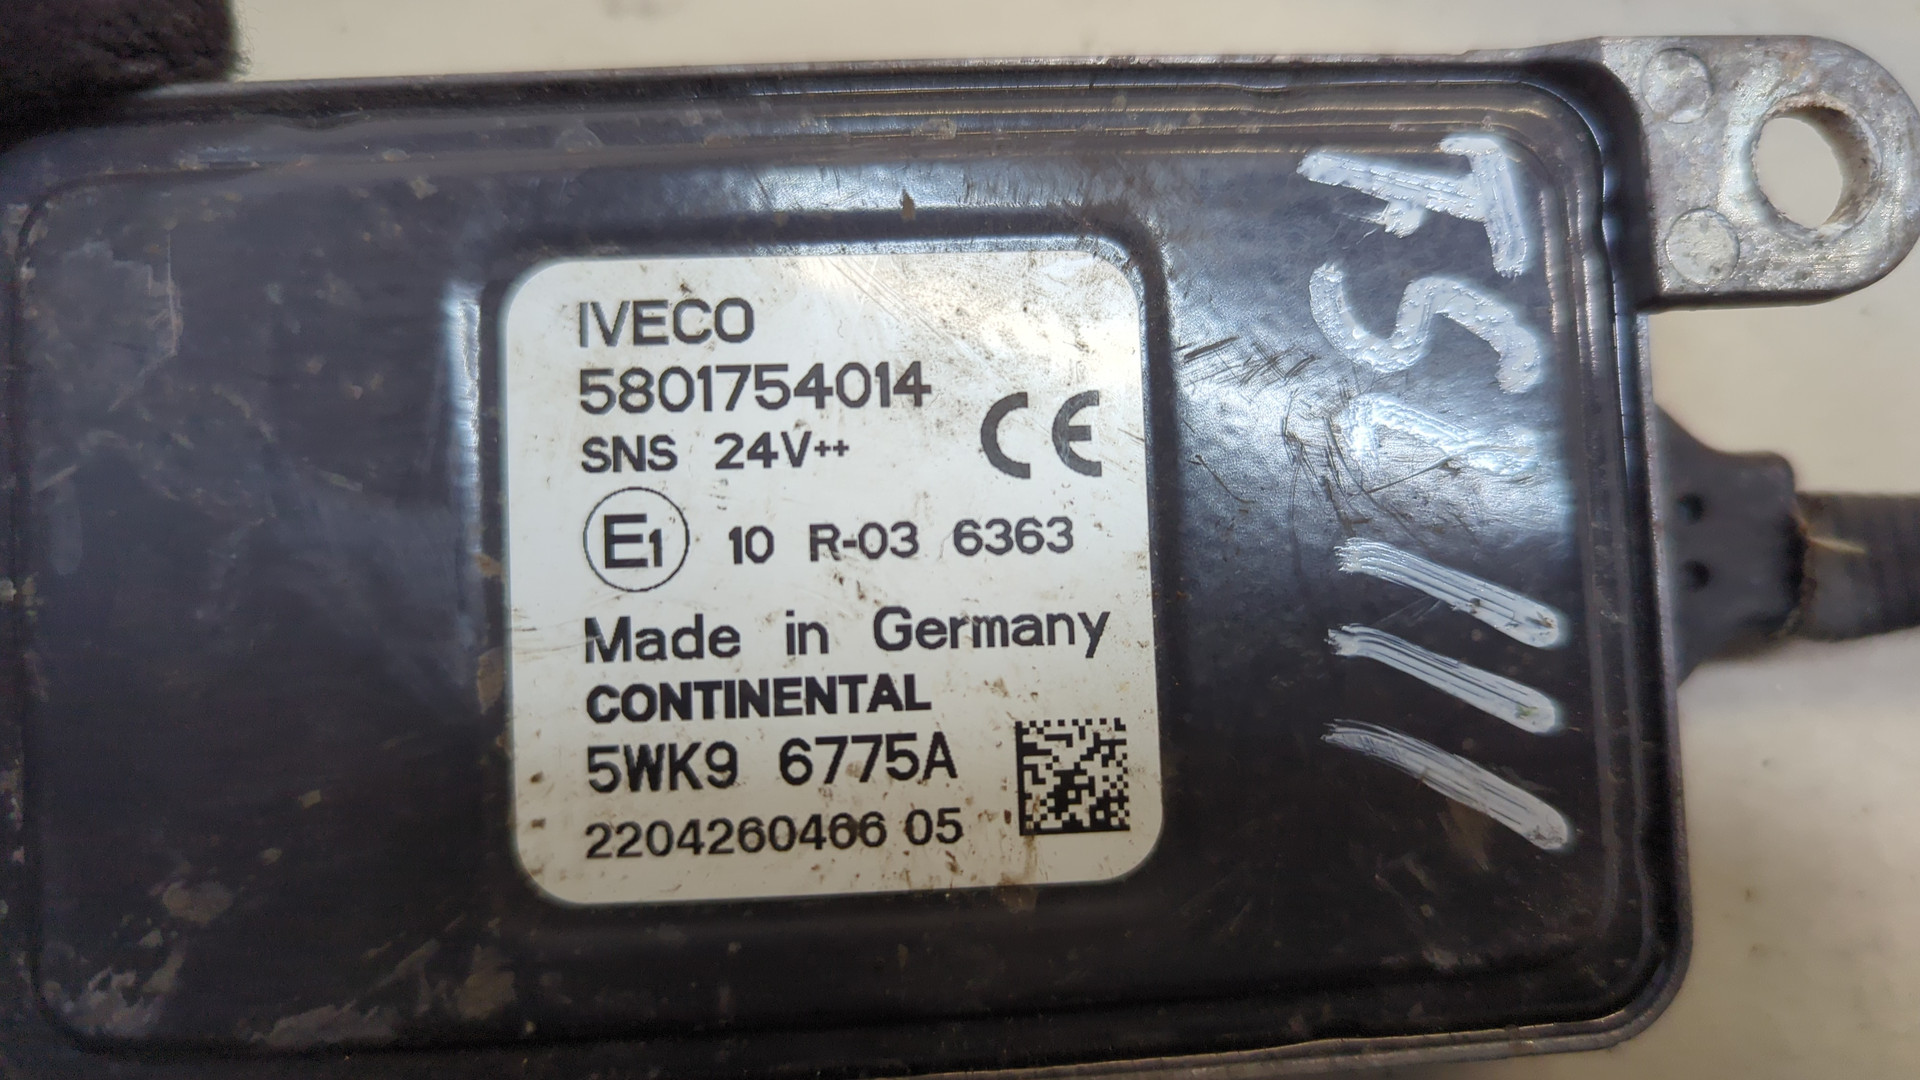 IVECO
5801754014
CE
SNS 24V++
E1 10 R-03 6363
Made in Germany
CONTINENTAL
5WK9 6775A
2204260466 05